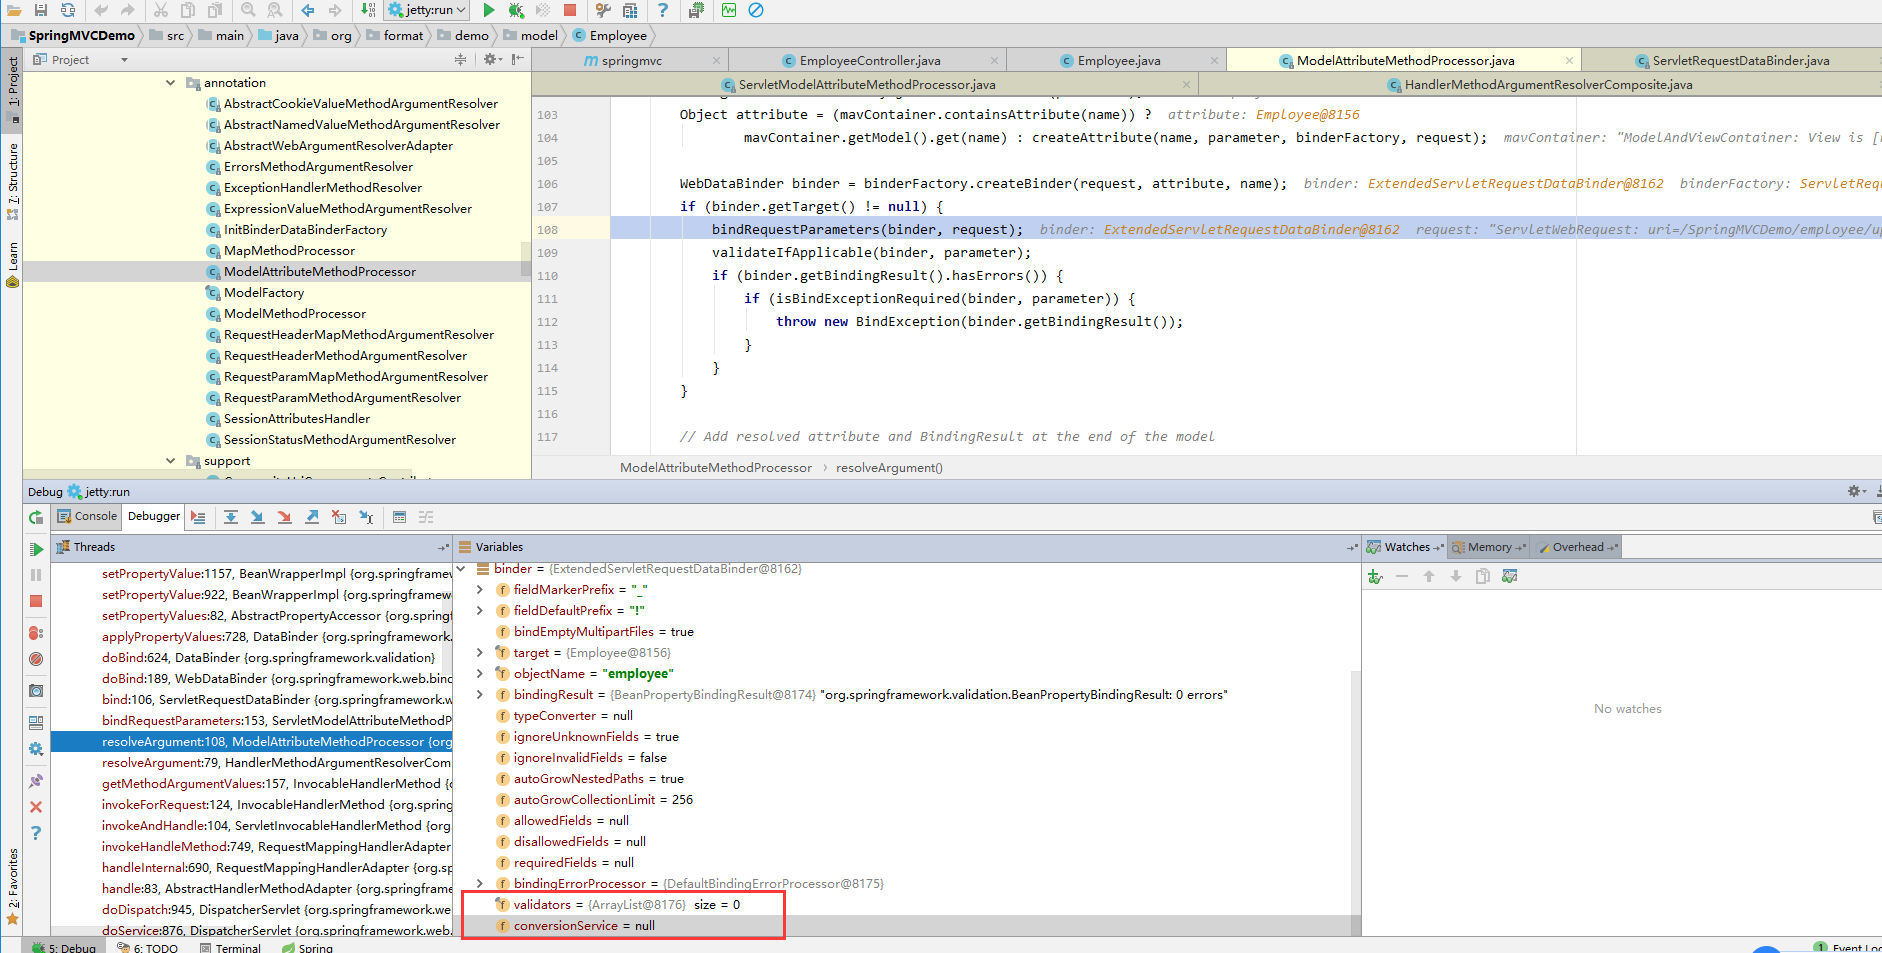 jetty:run
SpringMVCDemo src main java org format demo model Employee
Project
springmvc EmployeeController.java Employee.java ModelAttributeMethodProcessor.java ServletRequestDataBinder.java
ServletModelAttributeMethodProcessor.java HandlerMethodArgumentResolverComposite.java
1: Project
7: Structure
Learn
2: Favorites
annotation
AbstractCookieValueMethodArgumentResolver
AbstractNamedValueMethodArgumentResolver
AbstractWebArgumentResolverAdapter
ErrorsMethodArgumentResolver
ExceptionHandlerMethodResolver
ExpressionValueMethodArgumentResolver
InitBinderDataBinderFactory
MapMethodProcessor
ModelAttributeMethodProcessor
ModelFactory
ModelMethodProcessor
RequestHeaderMapMethodArgumentResolver
RequestHeaderMethodArgumentResolver
RequestParamMapMethodArgumentResolver
RequestParamMethodArgumentResolver
SessionAttributesHandler
SessionStatusMethodArgumentResolver
support
103 Object attribute = (mavContainer.containsAttribute(name)) ? attribute: Employee@8156
104 mavContainer.getModel().get(name) : createAttribute(name, parameter, binderFactory, request); mavContainer: "ModelAndViewContainer: View is [
105
106 WebDataBinder binder = binderFactory.createBinder(request, attribute, name); binder: ExtendedServletRequestDataBinder@8162 binderFactory: ServletReq
107 if (binder.getTarget() != null) {
108 bindRequestParameters(binder, request); binder: ExtendedServletRequestDataBinder@8162 request: "ServletWebRequest: uri=/SpringMVCDemo/employee/up
109 validateIfApplicable(binder, parameter);
110 if (binder.getBindingResult().hasErrors()) {
111 if (isBindExceptionRequired(binder, parameter)) {
112 throw new BindException(binder.getBindingResult());
113 }
114 }
115 }
116
117 // Add resolved attribute and BindingResult at the end of the model
ModelAttributeMethodProcessor › resolveArgument()
Debug jetty:run
Console Debugger
Threads
setPropertyValue:1157, BeanWrapperImpl {org.springframew
setPropertyValue:922, BeanWrapperImpl {org.springframew
setPropertyValues:82, AbstractPropertyAccessor {org.spring
applyPropertyValues:728, DataBinder {org.springframework.
doBind:624, DataBinder {org.springframework.validation}
doBind:189, WebDataBinder {org.springframework.web.bind
bind:106, ServletRequestDataBinder {org.springframework.
bindRequestParameters:153, ServletModelAttributeMethodP
resolveArgument:108, ModelAttributeMethodProcessor {org
resolveArgument:79, HandlerMethodArgumentResolverCom
getMethodArgumentValues:157, InvocableHandlerMethod {o
invokeForRequest:124, InvocableHandlerMethod {org.spring
invokeAndHandle:104, ServletInvocableHandlerMethod {org
invokeHandleMethod:749, RequestMappingHandlerAdapter
handleInternal:690, RequestMappingHandlerAdapter {org.sp
handle:83, AbstractHandlerMethodAdapter {org.springframe
doDispatch:945, DispatcherServlet {org.springframework.we
doService:876, DispatcherServlet {org.springframework.web.
Variables
binder = {ExtendedServletRequestDataBinder@8162}
fieldMarkerPrefix = "_"
fieldDefaultPrefix = "!"
bindEmptyMultipartFiles = true
target = {Employee@8156}
objectName = "employee"
bindingResult = {BeanPropertyBindingResult@8174} "org.springframework.validation.BeanPropertyBindingResult: 0 errors"
typeConverter = null
ignoreUnknownFields = true
ignoreInvalidFields = false
autoGrowNestedPaths = true
autoGrowCollectionLimit = 256
allowedFields = null
disallowedFields = null
requiredFields = null
bindingErrorProcessor = {DefaultBindingErrorProcessor@8175}
validators = {ArrayList@8176} size = 0
conversionService = null
Watches Memory Overhead
No watches
5: Debug 6: TODO Terminal Spring 1 Event Log